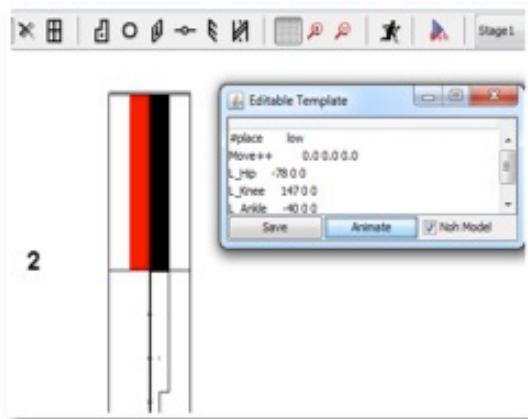 Stage1
Editable Template
#place low
Move++ 0.0 0.0 0.0
L_Hip -78 0 0
L_Knee 147 0 0
L_Ankle -40 0 0
Save Animate Noh Model
2